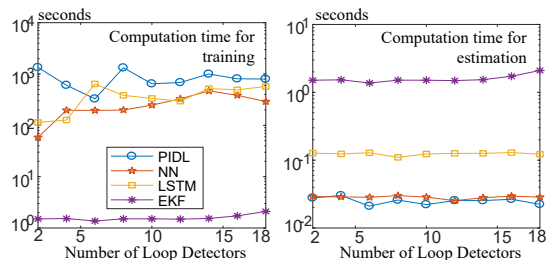 seconds
Computation time for
training
10^4
10^3
10^2
10^1
10^0
PIDL
NN
LSTM
EKF
2
5
10
15
18
Number of Loop Detectors
seconds
Computation time for
estimation
10^1
10^0
10^-1
10^-2
2
5
10
15
18
Number of Loop Detectors